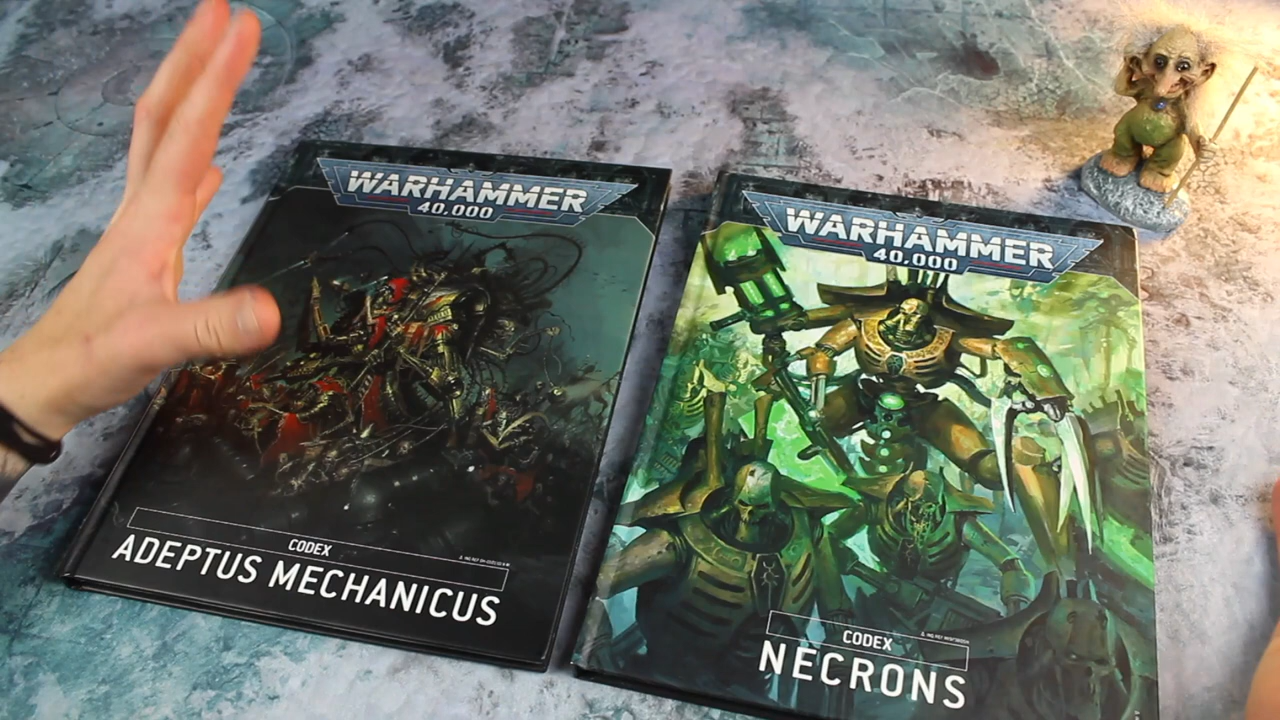 WARHAMMER
40,000
CODEX
ADEPTUS MECHANICUS
WARHAMMER
40,000
CODEX
NECRONS